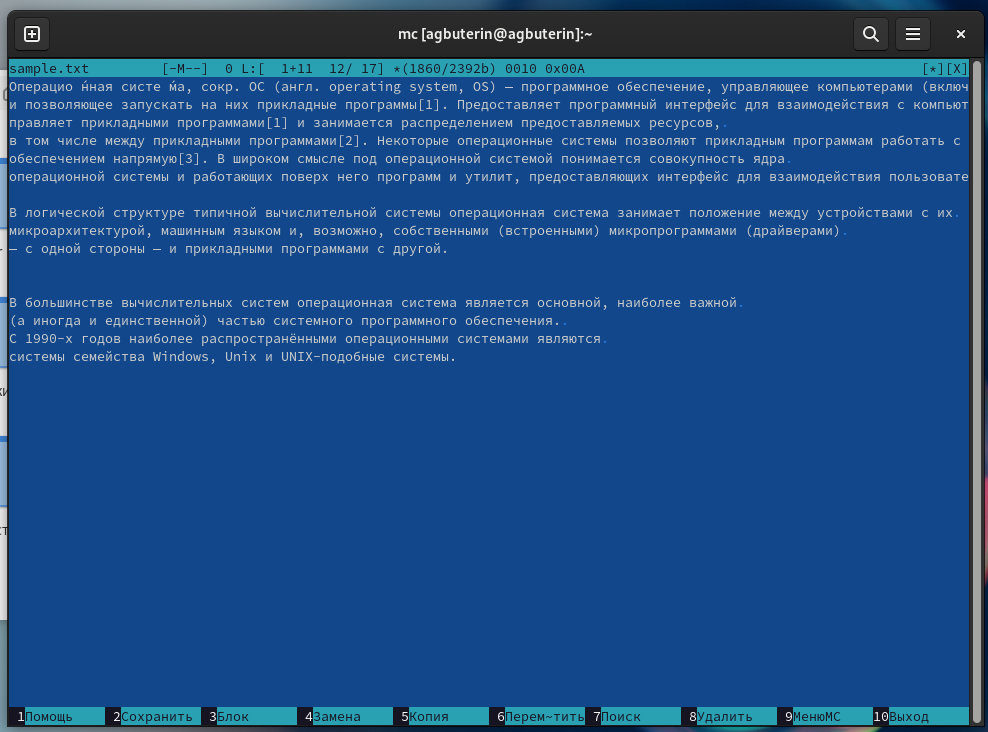 mc [agbuterin@agbuterin]:~
sample.txt [-M--] 0 L:[ 1+11 12/ 17] *(1860/2392b) 0010 0x00A [*][X]
Операцио́нная систе́ма, сокр. ОС (англ. operating system, OS) — программное обеспечение, управляющее компьютерами (включ
и позволяющее запускать на них прикладные программы[1]. Предоставляет программный интерфейс для взаимодействия с компьют
правляет прикладными программами[1] и занимается распределением предоставляемых ресурсов,.
в том числе между прикладными программами[2]. Некоторые операционные системы позволяют прикладным программам работать с
обеспечением напрямую[3]. В широком смысле под операционной системой понимается совокупность ядра.
операционной системы и работающих поверх него программ и утилит, предоставляющих интерфейс для взаимодействия пользовате
В логической структуре типичной вычислительной системы операционная система занимает положение между устройствами с их.
микроархитектурой, машинным языком и, возможно, собственными (встроенными) микропрограммами (драйверами).
— с одной стороны — и прикладными программами с другой.
В большинстве вычислительных систем операционная система является основной, наиболее важной.
(а иногда и единственной) частью системного программного обеспечения..
С 1990-х годов наиболее распространёнными операционными системами являются.
системы семейства Windows, Unix и UNIX-подобные системы.
1Помощь 2Сохранить 3Блок 4Замена 5Копия 6Перем~тить 7Поиск 8Удалить 9МенюMC 10Выход